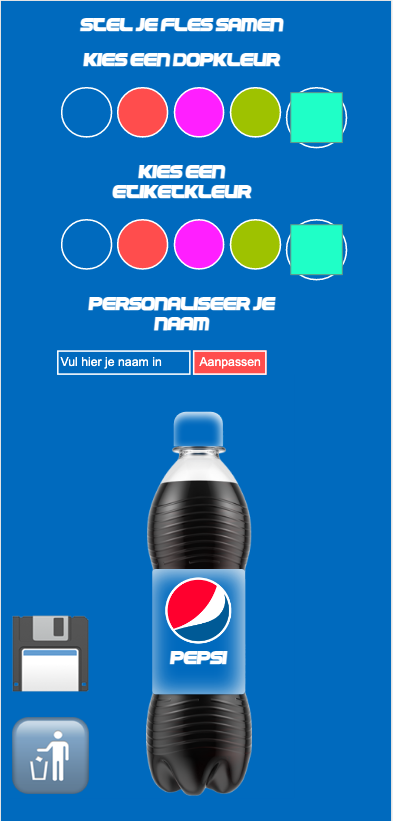 STEL JE FLES SAMEN
KIES EEN DOPKLEUR
KIES EEN
ETIKETKLEUR
PERSONALISEER JE
NAAM
Vul hier je naam in
Aanpassen
PEPSI